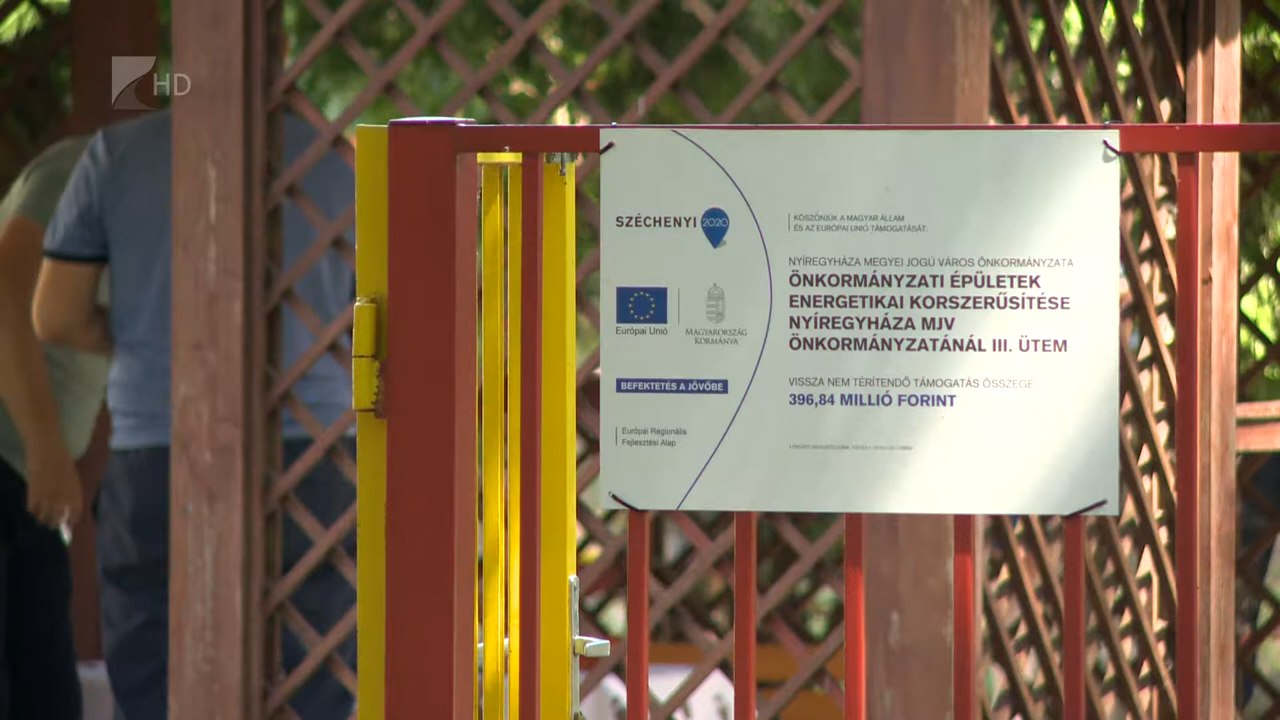 HD
SZÉCHENYI 2020
Európai Unió
MAGYARORSZÁG
KORMÁNYA
BEFEKTETÉS A JÖVŐBE
Európai Regionális
Fejlesztési Alap
KÖSZÖNJÜK A MAGYAR ÁLLAM
ÉS AZ EURÓPAI UNIÓ TÁMOGATÁSÁT.
NYÍREGYHÁZA MEGYEI JOGÚ VÁROS ÖNKORMÁNYZATA
ÖNKORMÁNYZATI ÉPÜLETEK
ENERGETIKAI KORSZERŰSÍTÉSE
NYÍREGYHÁZA MJV
ÖNKORMÁNYZATÁNÁL III. ÜTEM
VISSZA NEM TÉRÍTENDŐ TÁMOGATÁS ÖSSZEGE:
396,84 MILLIÓ FORINT